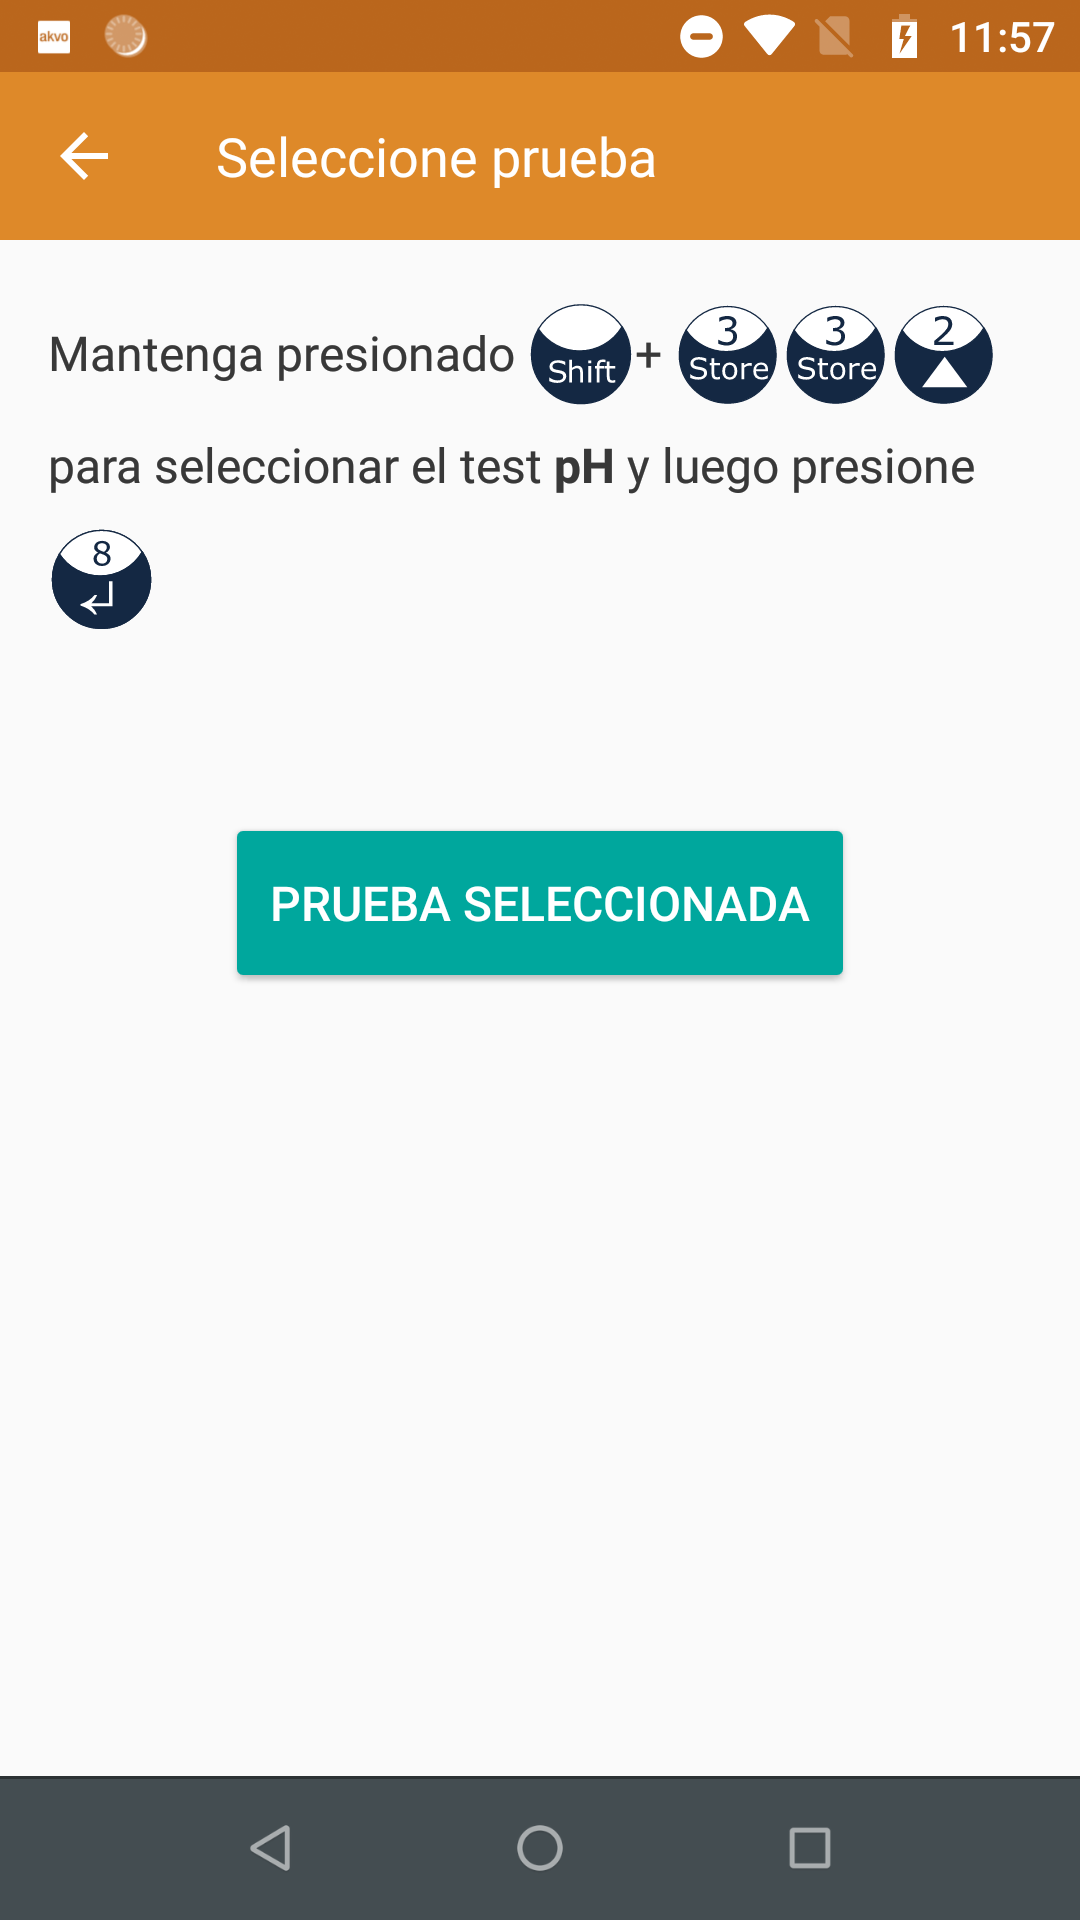 akvo 11:57
Seleccione prueba
Mantenga presionado Shift + 3 Store 3 Store 2
para seleccionar el test pH y luego presione
8
PRUEBA SELECCIONADA